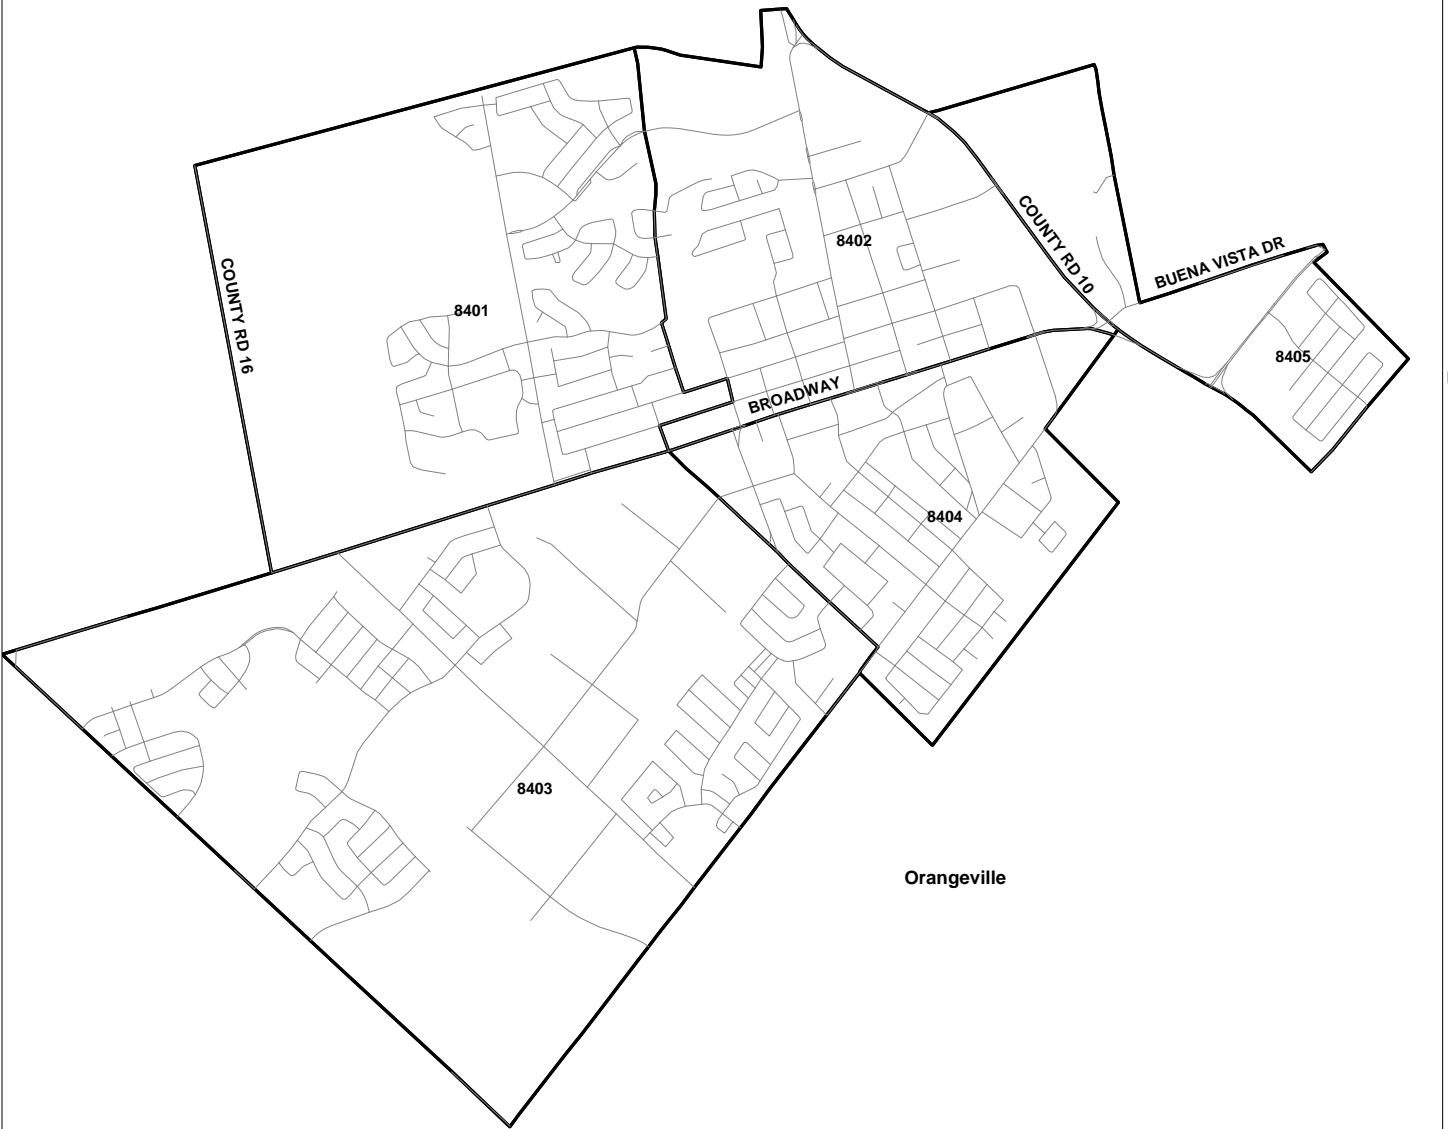 COUNTY RD 10
8402
BUENA VISTA DR
COUNTY RD 16
8401
8405
BROADWAY
8404
8403
Orangeville